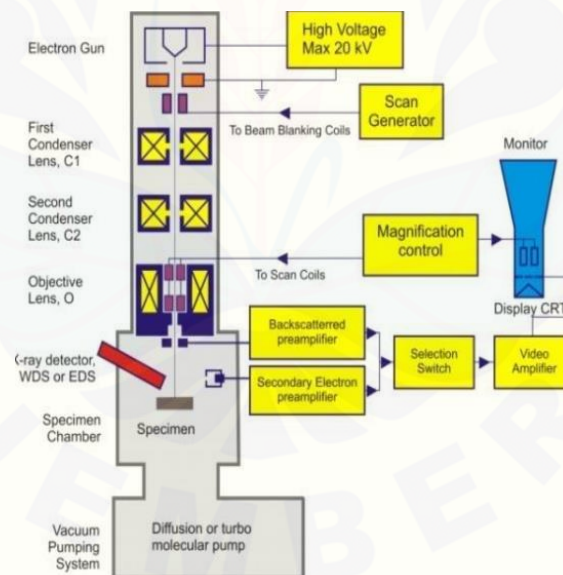 Electron Gun
High Voltage
Max 20 kV
Scan
Generator
To Beam Blanking Coils
First
Condenser
Lens, C1
Monitor
Second
Condenser
Lens, C2
Magnification
control
To Scan Coils
Objective
Lens, O
Display CRT
Backscatterred
preamplifier
X-ray detector,
WDS or EDS
Selection
Switch
Video
Amplifier
Secondary Electron
preamplifier
Specimen
Chamber
Specimen
Vacuum
Pumping
System
Diffusion or turbo
molecular pump
EMBER